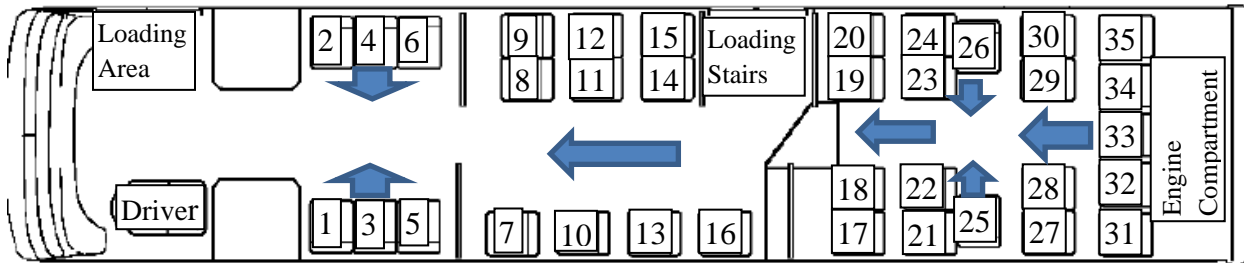 Loading
Area
2 4 6
9 12 15
8 11 14
Loading
Stairs
20 24 26 30 35
19 23 29 34
33
18 22 28 32
17 21 25 27 31
Driver
1 3 5
7 10 13 16
Engine
Compartment